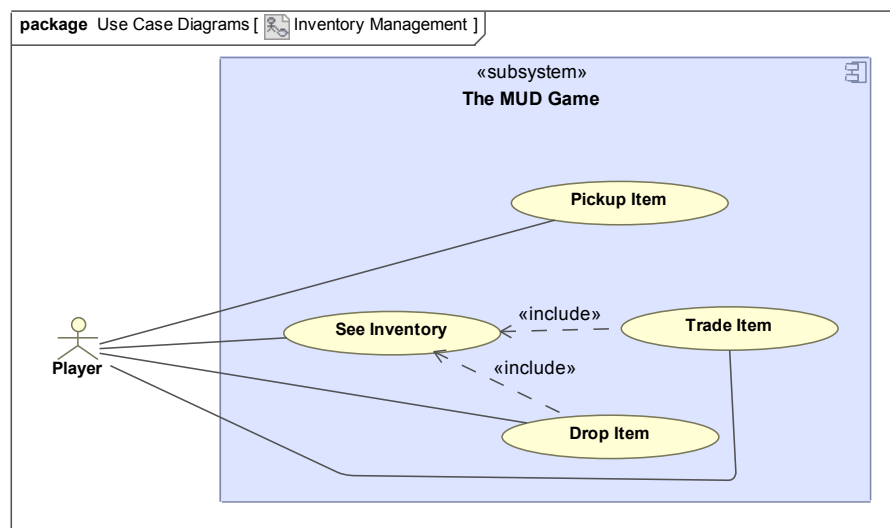 package Use Case Diagrams [ Inventory Management ]
«subsystem»
The MUD Game
Pickup Item
«include»
See Inventory
Trade Item
Player
«include»
Drop Item